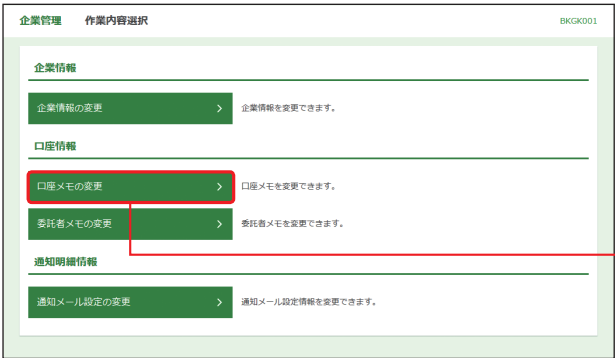 企業管理 作業内容選択 BKGK001
企業情報
企業情報の変更 企業情報を変更できます。
口座情報
口座メモの変更 口座メモを変更できます。
委託者メモの変更 委託者メモを変更できます。
通知明細情報
通知メール設定の変更 通知メール設定情報を変更できます。